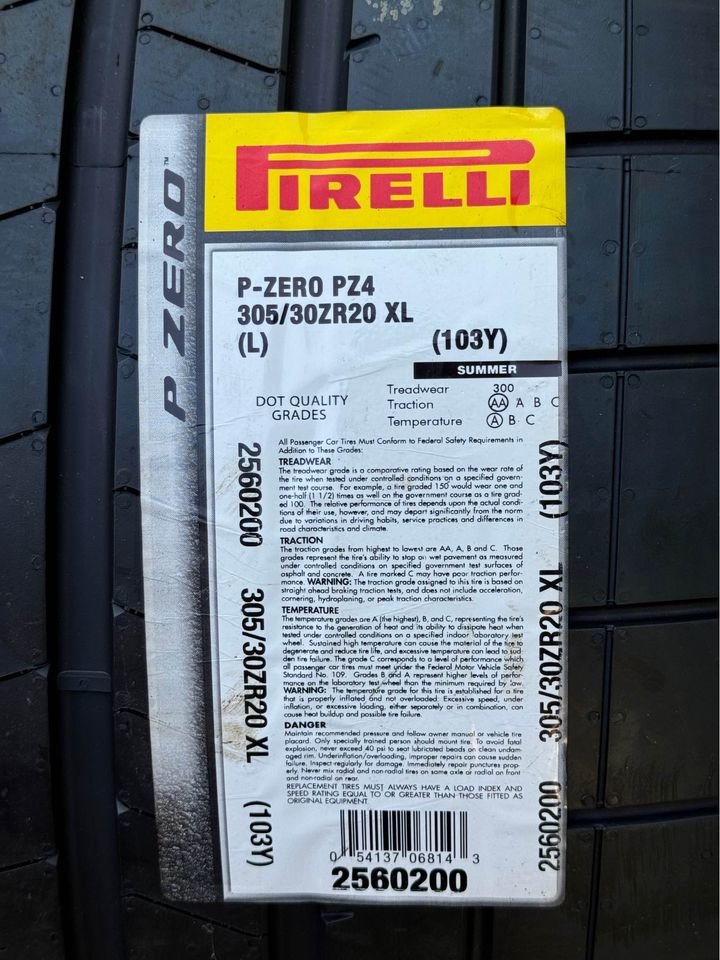 P ZERO™
PIRELLI
P-ZERO PZ4
305/30ZR20 XL
(L) (103Y)
SUMMER
DOT QUALITY
GRADES
Treadwear 300
Traction AA A B C
Temperature A B C
All Passenger Car Tires Must Conform to Federal Safety Requirements in
Addition to These Grades:
TREADWEAR
The treadwear grade is a comparative rating based on the wear rate of
the tire when tested under controlled conditions on a specified govern-
ment test course. For example, a tire graded 150 would wear one and
one-half (1 1/2) times as well on the government course as a tire grad-
ed 100. The relative performance of tires depends upon the actual condi-
tions of their use, however, and may depart significantly from the norm
due to variations in driving habits, service practices and differences in
road characteristics and climate.
TRACTION
The traction grades from highest to lowest are AA, A, B and C. Those
grades represent the tire's ability to stop on wet pavement as measured
under controlled conditions on specified government test surfaces of
asphalt and concrete. A tire marked C may have poor traction perfor-
mance. WARNING: The traction grade assigned to this tire is based on
straight ahead braking traction tests, and does not include acceleration,
cornering, hydroplaning, or peak traction characteristics.
TEMPERATURE
The temperature grades are A (the highest), B, and C, representing the tire's
resistance to the generation of heat and its ability to dissipate heat when
tested under controlled conditions on a specified indoor laboratory test
wheel. Sustained high temperature can cause the material of the tire to
degenerate and reduce tire life, and excessive temperature can lead to sud-
den tire failure. The grade C corresponds to a level of performance which
all passenger car tires must meet under the Federal Motor Vehicle Safety
Standard No. 109. Grades B and A represent higher levels of perfor-
mance on the laboratory test wheel than the minimum required by law.
WARNING: The temperature grade for this tire is established for a tire
that is properly inflated and not overloaded. Excessive speed, under
inflation, or excessive loading, either separately or in combination, can
cause heat buildup and possible tire failure.
DANGER
Maintain recommended pressure and follow owner manual or vehicle tire
placard. Only specially trained person should mount tire. To avoid fatal
explosion, never exceed 40 psi to seat lubricated beads on clean undam-
aged rim. Underinflation/overloading, improper repairs can cause sudden
failure. Inspect regularly for damage. Immediately repair punctures prop-
erly. Never mix radial and non-radial tires on same axle or radial on front
and non-radial on rear.
REPLACEMENT TIRES MUST ALWAYS HAVE A LOAD INDEX AND
SPEED RATING EQUAL TO OR GREATER THAN THOSE FITTED AS
ORIGINAL EQUIPMENT
0 54137 06814 3
2560200
2560200 305/30ZR20 XL (103Y)
2560200 305/30ZR20 XL (103Y)